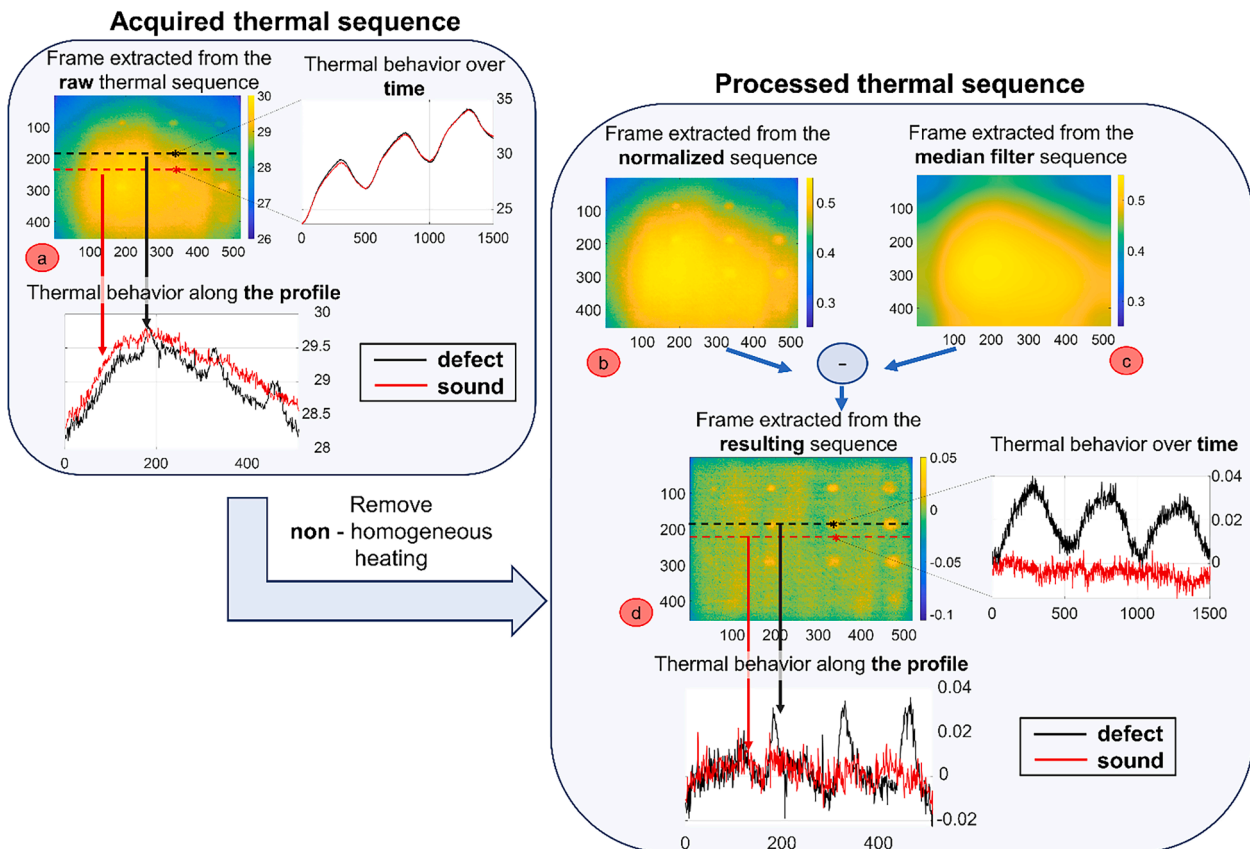 Acquired thermal sequence
Frame extracted from the
raw thermal sequence
30
29
28
27
26
100
200
300
400
100 200 300 400 500
a
Thermal behavior over
time
35
30
25
0
500
1000
1500
Thermal behavior along the profile
30
29.5
29
28.5
28
0
200
400
defect
sound
Remove
non - homogeneous
heating
Processed thermal sequence
Frame extracted from the
normalized sequence
100
200
300
400
100 200 300 400 500
0.5
0.4
0.3
b
Frame extracted from the
median filter sequence
100
200
300
400
100 200 300 400 500
0.5
0.4
0.3
c
-
Frame extracted from the
resulting sequence
0.05
0
-0.05
-0.1
100
200
300
400
100 200 300 400 500
d
Thermal behavior over time
0.04
0.02
0
0
500
1000
1500
Thermal behavior along the profile
0.04
0.02
0
-0.02
0
200
400
defect
sound